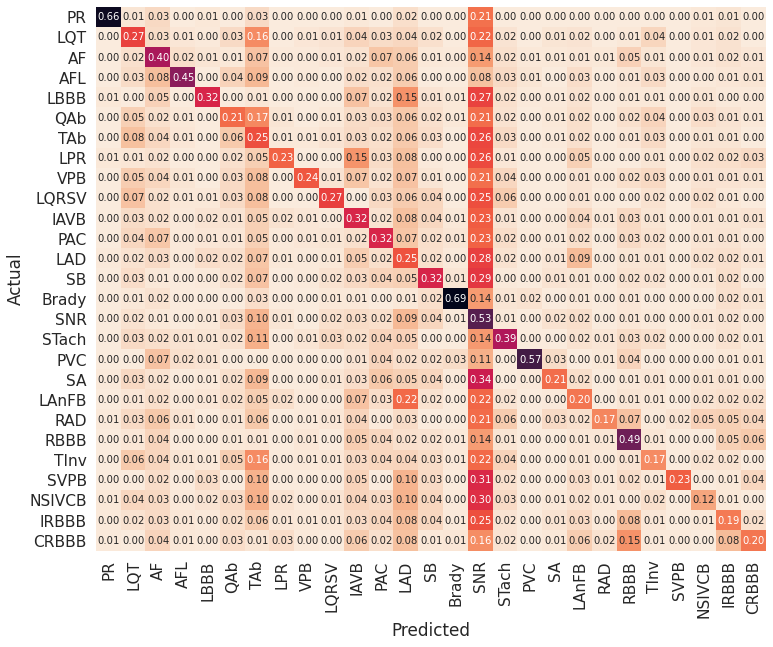 PR 0.66 0.01 0.03 0.00 0.01 0.00 0.03 0.00 0.00 0.00 0.01 0.00 0.02 0.00 0.00 0.21 0.00 0.00 0.00 0.00 0.00 0.00 0.00 0.00 0.01 0.01 0.00
LQT 0.00 0.27 0.03 0.01 0.00 0.03 0.16 0.00 0.01 0.01 0.04 0.03 0.04 0.02 0.00 0.22 0.02 0.00 0.01 0.02 0.00 0.01 0.04 0.00 0.01 0.01 0.00
AF 0.00 0.02 0.40 0.02 0.01 0.01 0.07 0.00 0.00 0.01 0.02 0.07 0.06 0.01 0.00 0.14 0.02 0.01 0.01 0.01 0.01 0.05 0.01 0.00 0.01 0.02 0.01
AFL 0.00 0.03 0.08 0.45 0.00 0.04 0.09 0.00 0.00 0.00 0.02 0.02 0.06 0.00 0.00 0.08 0.03 0.01 0.00 0.03 0.00 0.01 0.03 0.00 0.01 0.01 0.00
LBBB 0.01 0.00 0.05 0.00 0.32 0.00 0.01 0.00 0.00 0.00 0.07 0.02 0.15 0.01 0.01 0.27 0.02 0.00 0.01 0.02 0.00 0.01 0.01 0.01 0.00 0.01 0.00
QAb 0.00 0.05 0.02 0.01 0.00 0.21 0.17 0.00 0.01 0.01 0.03 0.03 0.06 0.02 0.01 0.21 0.02 0.00 0.01 0.02 0.00 0.02 0.04 0.00 0.03 0.01 0.01
TAb 0.00 0.08 0.04 0.01 0.00 0.06 0.25 0.01 0.01 0.01 0.03 0.02 0.06 0.03 0.00 0.26 0.03 0.00 0.01 0.02 0.00 0.01 0.03 0.00 0.01 0.01 0.00
LPR 0.01 0.01 0.02 0.00 0.00 0.02 0.05 0.23 0.00 0.00 0.15 0.03 0.08 0.00 0.00 0.26 0.01 0.00 0.00 0.05 0.00 0.00 0.01 0.00 0.02 0.02 0.03
VPB 0.00 0.05 0.04 0.01 0.00 0.03 0.08 0.00 0.24 0.01 0.07 0.02 0.07 0.01 0.00 0.21 0.04 0.00 0.01 0.01 0.00 0.02 0.03 0.00 0.01 0.01 0.00
LQRSV 0.00 0.07 0.02 0.01 0.00 0.03 0.08 0.00 0.00 0.27 0.00 0.03 0.06 0.04 0.00 0.25 0.06 0.00 0.00 0.00 0.00 0.00 0.02 0.00 0.02 0.01 0.00
IAVB 0.00 0.03 0.02 0.00 0.02 0.01 0.05 0.02 0.01 0.00 0.32 0.02 0.08 0.04 0.01 0.23 0.01 0.00 0.00 0.04 0.01 0.03 0.01 0.00 0.01 0.01 0.01
PAC 0.00 0.04 0.07 0.00 0.01 0.01 0.05 0.00 0.01 0.01 0.02 0.32 0.07 0.02 0.01 0.23 0.02 0.00 0.01 0.02 0.00 0.03 0.02 0.00 0.01 0.01 0.00
LAD 0.00 0.02 0.03 0.00 0.02 0.02 0.07 0.01 0.01 0.01 0.05 0.02 0.25 0.02 0.01 0.28 0.02 0.00 0.01 0.09 0.00 0.00 0.02 0.00 0.01 0.01 0.01
SB 0.00 0.03 0.01 0.00 0.00 0.02 0.07 0.00 0.01 0.02 0.03 0.04 0.05 0.32 0.01 0.29 0.00 0.00 0.01 0.01 0.00 0.02 0.02 0.00 0.01 0.02 0.00
Brady 0.00 0.01 0.02 0.00 0.00 0.00 0.03 0.00 0.00 0.01 0.01 0.00 0.01 0.02 0.69 0.14 0.01 0.02 0.00 0.01 0.00 0.00 0.00 0.00 0.00 0.02 0.01
SNR 0.00 0.02 0.01 0.00 0.01 0.03 0.10 0.01 0.00 0.01 0.03 0.02 0.09 0.04 0.01 0.53 0.01 0.00 0.02 0.02 0.00 0.01 0.01 0.00 0.01 0.02 0.00
STach 0.00 0.03 0.02 0.01 0.01 0.02 0.11 0.00 0.01 0.03 0.02 0.04 0.05 0.00 0.00 0.14 0.39 0.00 0.00 0.02 0.01 0.03 0.02 0.00 0.00 0.02 0.01
PVC 0.00 0.00 0.07 0.02 0.01 0.00 0.00 0.00 0.00 0.00 0.01 0.04 0.02 0.02 0.03 0.11 0.00 0.57 0.03 0.00 0.01 0.04 0.00 0.00 0.01 0.01 0.00
SA 0.00 0.03 0.02 0.00 0.01 0.02 0.09 0.00 0.00 0.01 0.03 0.06 0.05 0.04 0.00 0.34 0.00 0.00 0.21 0.02 0.00 0.01 0.01 0.00 0.01 0.01 0.00
LAnFB 0.00 0.01 0.02 0.00 0.01 0.02 0.05 0.02 0.01 0.00 0.07 0.03 0.22 0.01 0.00 0.22 0.02 0.00 0.01 0.20 0.00 0.01 0.00 0.00 0.02 0.02 0.02
RAD 0.01 0.03 0.06 0.01 0.00 0.01 0.06 0.00 0.01 0.00 0.03 0.04 0.01 0.00 0.00 0.21 0.06 0.00 0.03 0.02 0.17 0.07 0.00 0.02 0.05 0.05 0.04
RBBB 0.00 0.01 0.04 0.00 0.00 0.01 0.01 0.00 0.01 0.00 0.05 0.04 0.02 0.02 0.01 0.14 0.01 0.00 0.00 0.01 0.01 0.49 0.01 0.00 0.00 0.05 0.06
TInv 0.00 0.06 0.04 0.01 0.01 0.05 0.16 0.00 0.01 0.01 0.03 0.04 0.04 0.03 0.00 0.22 0.04 0.00 0.00 0.01 0.00 0.01 0.17 0.00 0.02 0.02 0.00
SVPB 0.00 0.00 0.02 0.00 0.03 0.00 0.10 0.00 0.00 0.00 0.05 0.00 0.10 0.03 0.00 0.31 0.02 0.00 0.00 0.03 0.01 0.02 0.01 0.23 0.00 0.01 0.04
NSIVCB 0.01 0.04 0.03 0.00 0.02 0.03 0.10 0.02 0.00 0.01 0.04 0.03 0.10 0.04 0.00 0.30 0.03 0.00 0.01 0.02 0.01 0.00 0.02 0.00 0.12 0.01 0.00
IRBBB 0.00 0.02 0.03 0.01 0.00 0.02 0.06 0.01 0.01 0.01 0.03 0.04 0.08 0.04 0.00 0.25 0.02 0.00 0.01 0.03 0.00 0.08 0.01 0.00 0.01 0.19 0.02
CRBBB 0.01 0.00 0.04 0.01 0.00 0.03 0.01 0.03 0.01 0.00 0.06 0.02 0.08 0.01 0.01 0.16 0.02 0.00 0.01 0.06 0.02 0.15 0.01 0.00 0.00 0.08 0.20
Actual
PR LQT AF AFL LBBB QAb TAb LPR VPB LQRSV IAVB PAC LAD SB Brady SNR STach PVC SA LAnFB RAD RBBB TInv SVPB NSIVCB IRBBB CRBBB
Predicted